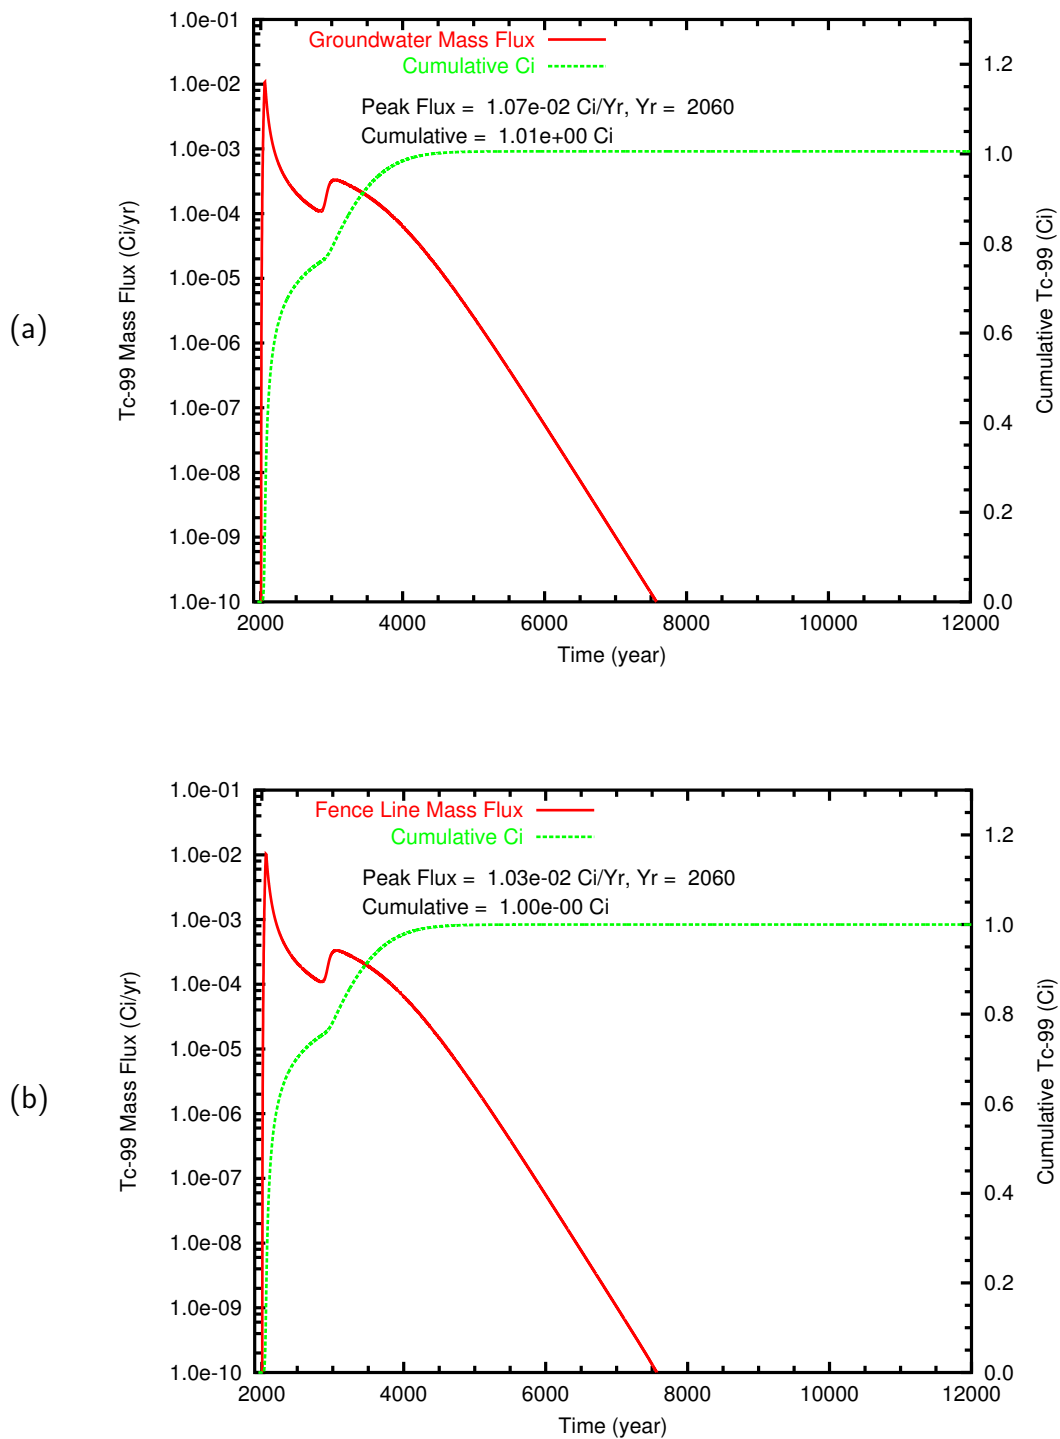 (a)
Groundwater Mass Flux
Cumulative Ci
Peak Flux = 1.07e-02 Ci/Yr, Yr = 2060
Cumulative = 1.01e+00 Ci
Tc-99 Mass Flux (Ci/yr)
1.0e-01
1.0e-02
1.0e-03
1.0e-04
1.0e-05
1.0e-06
1.0e-07
1.0e-08
1.0e-09
1.0e-10
Cumulative Tc-99 (Ci)
1.2
1.0
0.8
0.6
0.4
0.2
0.0
2000 4000 6000 8000 10000 12000
Time (year)
(b)
Fence Line Mass Flux
Cumulative Ci
Peak Flux = 1.03e-02 Ci/Yr, Yr = 2060
Cumulative = 1.00e-00 Ci
Tc-99 Mass Flux (Ci/yr)
1.0e-01
1.0e-02
1.0e-03
1.0e-04
1.0e-05
1.0e-06
1.0e-07
1.0e-08
1.0e-09
1.0e-10
Cumulative Tc-99 (Ci)
1.2
1.0
0.8
0.6
0.4
0.2
0.0
2000 4000 6000 8000 10000 12000
Time (year)